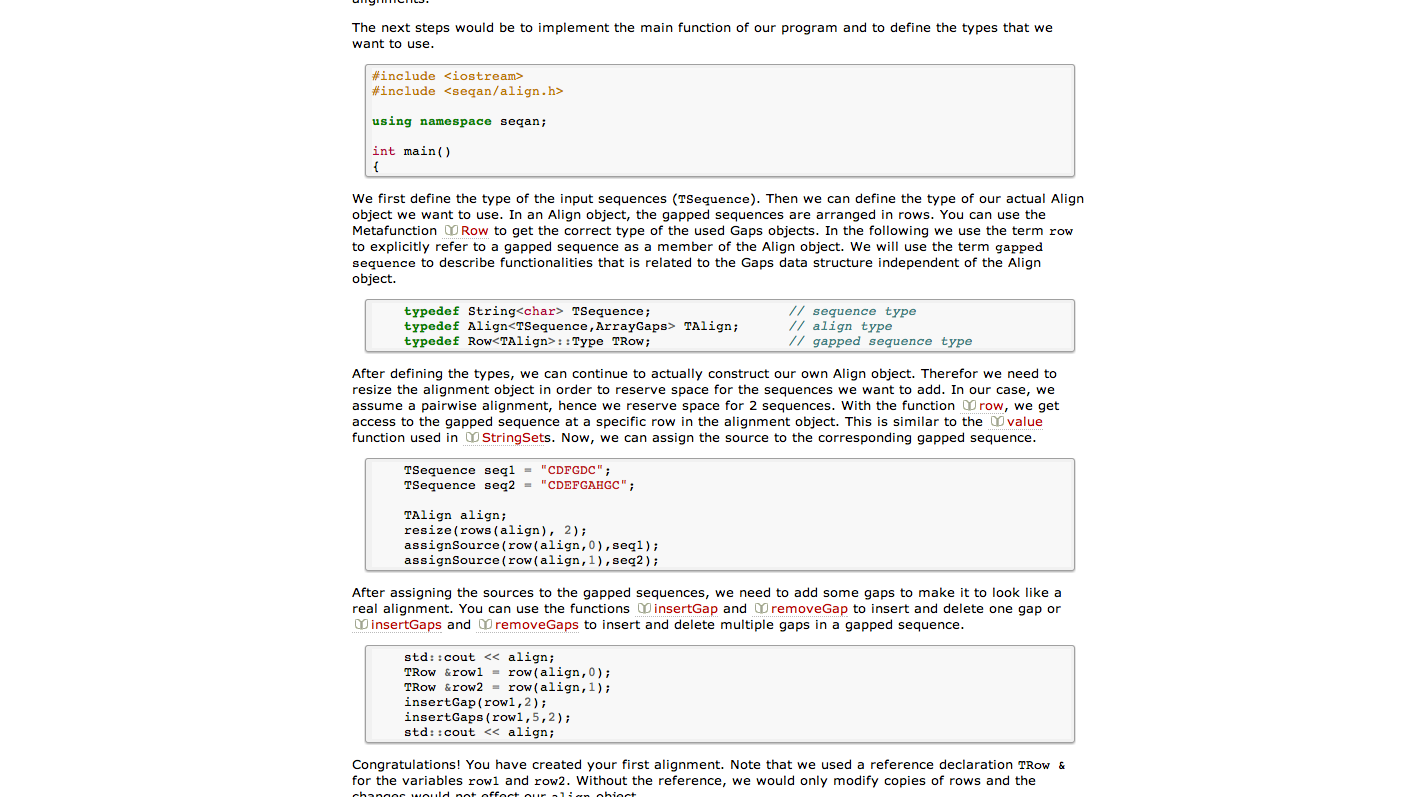 alignments.
The next steps would be to implement the main function of our program and to define the types that we
want to use.
#include <iostream>
#include <seqan/align.h>
using namespace seqan;
int main()
{
We first define the type of the input sequences (TSequence). Then we can define the type of our actual Align
object we want to use. In an Align object, the gapped sequences are arranged in rows. You can use the
Metafunction Row to get the correct type of the used Gaps objects. In the following we use the term row
to explicitly refer to a gapped sequence as a member of the Align object. We will use the term gapped
sequence to describe functionalities that is related to the Gaps data structure independent of the Align
object.
typedef String<char> TSequence; // sequence type
typedef Align<TSequence,ArrayGaps> TAlign; // align type
typedef Row<TAlign>::Type TRow; // gapped sequence type
After defining the types, we can continue to actually construct our own Align object. Therefor we need to
resize the alignment object in order to reserve space for the sequences we want to add. In our case, we
assume a pairwise alignment, hence we reserve space for 2 sequences. With the function row, we get
access to the gapped sequence at a specific row in the alignment object. This is similar to the value
function used in StringSets. Now, we can assign the source to the corresponding gapped sequence.
TSequence seq1 = "CDFGDC";
TSequence seq2 = "CDEFGAHGC";
TAlign align;
resize(rows(align), 2);
assignSource(row(align,0),seq1);
assignSource(row(align,1),seq2);
After assigning the sources to the gapped sequences, we need to add some gaps to make it to look like a
real alignment. You can use the functions insertGap and removeGap to insert and delete one gap or
insertGaps and removeGaps to insert and delete multiple gaps in a gapped sequence.
std::cout << align;
TRow &row1 = row(align,0);
TRow &row2 = row(align,1);
insertGap(row1,2);
insertGaps(row1,5,2);
std::cout << align;
Congratulations! You have created your first alignment. Note that we used a reference declaration TRow &
for the variables row1 and row2. Without the reference, we would only modify copies of rows and the
changes would not effect our align object.